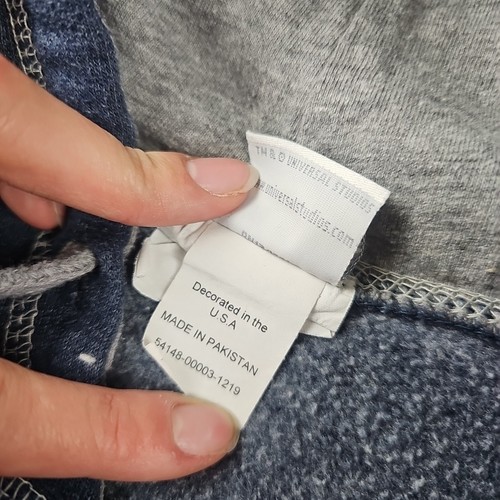 TM & © UNIVERSAL STUDIOS
www.universalstudios.com
Decorated in the
U.S.A
MADE IN PAKISTAN
54148-00003-1219